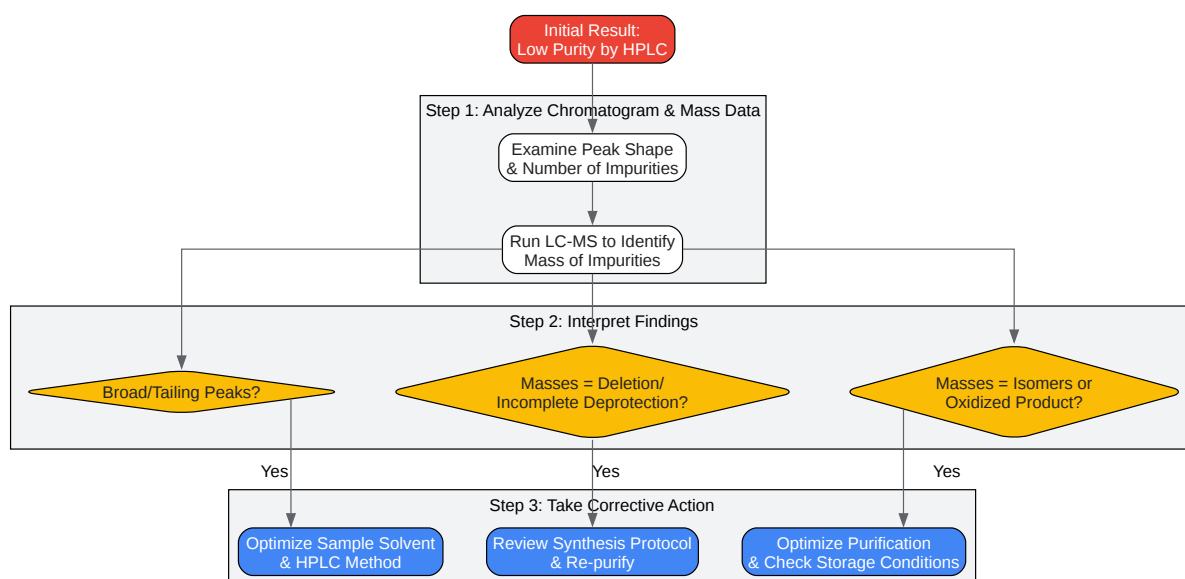 Initial Result:
Low Purity by HPLC
Step 1: Analyze Chromatogram & Mass Data
Examine Peak Shape
& Number of Impurities
Run LC-MS to Identify
Mass of Impurities
Step 2: Interpret Findings
Broad/Tailing Peaks?
Masses = Deletion/
Incomplete Deprotection?
Masses = Isomers or
Oxidized Product?
Yes
Yes
Yes
Step 3: Take Corrective Action
Optimize Sample Solvent
& HPLC Method
Review Synthesis Protocol
& Re-purify
Optimize Purification
& Check Storage Conditions